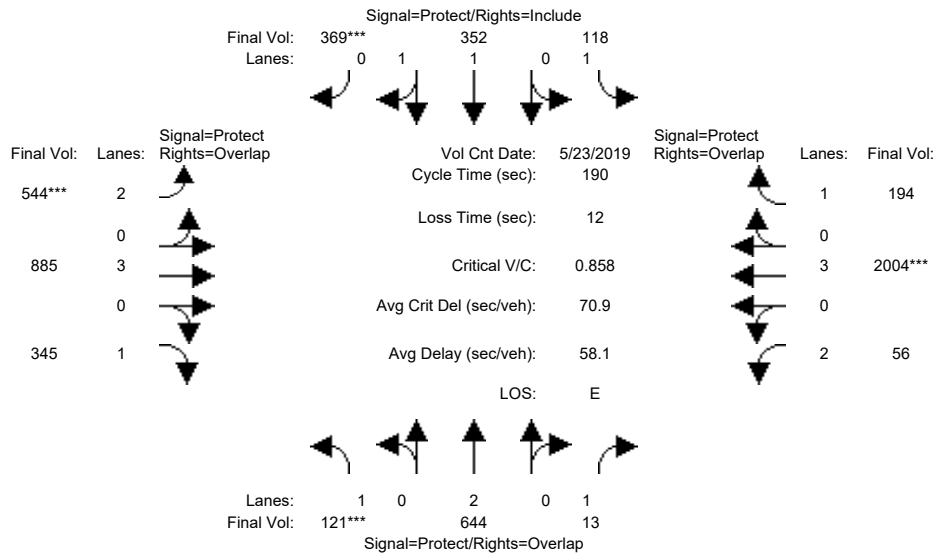 Signal=Protect/Rights=Include
Final Vol: 369*** 352 118
Lanes: 0 1 1 0 1
Signal=Protect Signal=Protect
Final Vol: Lanes: Rights=Overlap Vol Cnt Date: 5/23/2019 Rights=Overlap Lanes: Final Vol:
Cycle Time (sec): 190
544*** 2 1 194
Loss Time (sec): 12
0 0
885 3 Critical V/C: 0.858 3 2004***
0 Avg Crit Del (sec/veh): 70.9 0
345 1 Avg Delay (sec/veh): 58.1 2 56
LOS: E
Lanes: 1 0 2 0 1
Final Vol: 121*** 644 13
Signal=Protect/Rights=Overlap